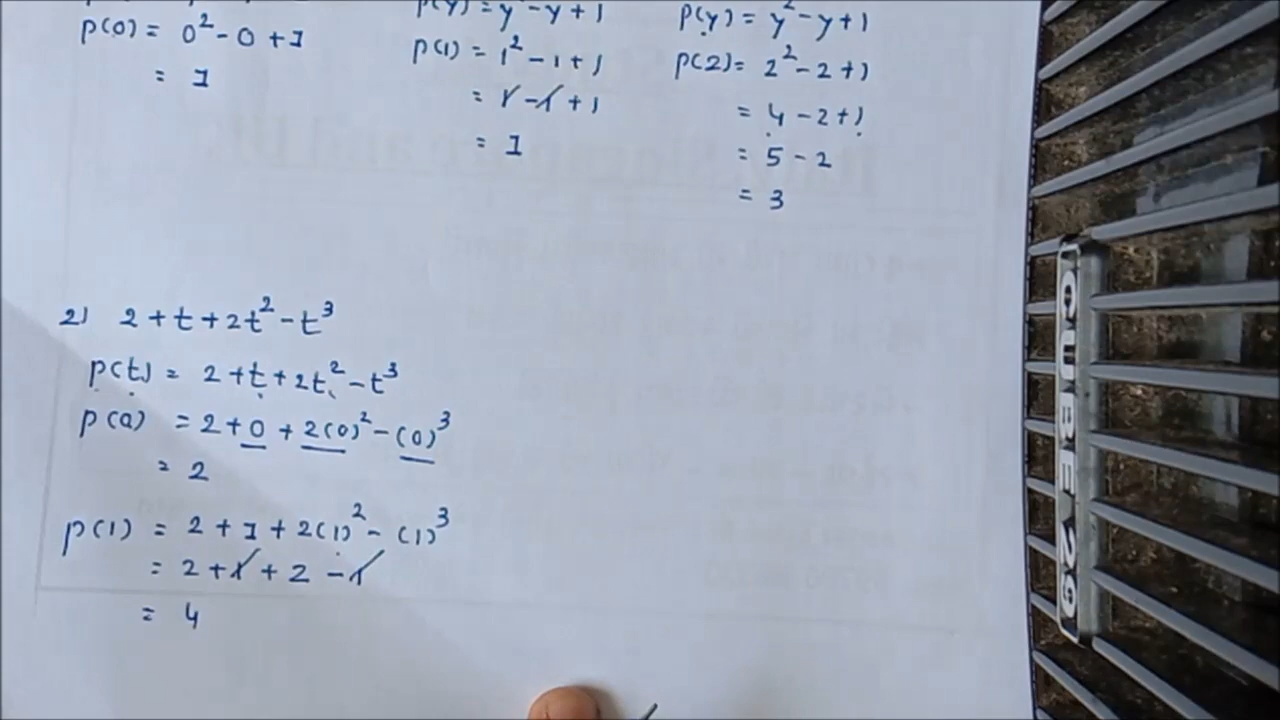 p(0) = 0² - 0 + 1
= 1
p(y) = y² - y + 1
p(1) = 1² - 1 + 1
= 1 - 1 + 1
= 1
p(y) = y² - y + 1
p(2) = 2² - 2 + 1
= 4 - 2 + 1
= 5 - 2
= 3
2) 2 + t + 2t² - t³
p(t) = 2 + t + 2t² - t³
p(0) = 2 + 0 + 2(0)² - (0)³
= 2
p(1) = 2 + 1 + 2(1)² - (1)³
= 2 + 1 + 2 - 1
= 4
CUBE 29